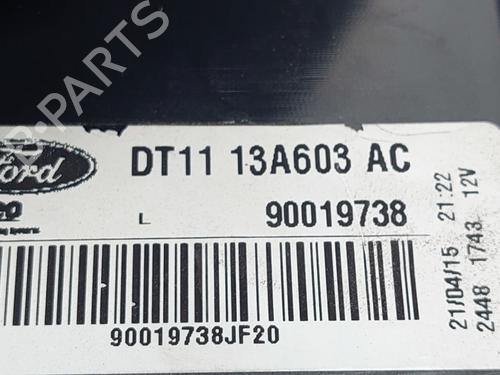 B-PARTS
Ford
DT11 13A603 AC
L 90019738
90019738JF20
21/04/15 21:22
2448 1743 12V